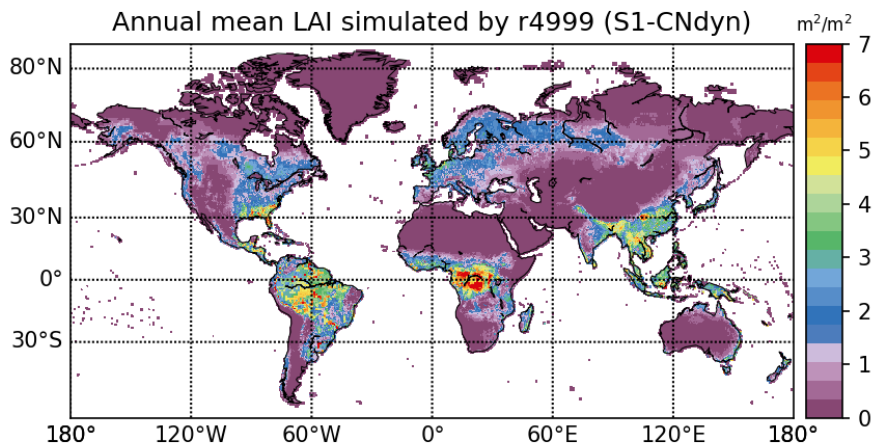 Annual mean LAI simulated by r4999 (S1-CNdyn)
m²/m²
80°N
60°N
30°N
0°
30°S
180° 120°W 60°W 0° 60°E 120°E 180°
7
6
5
4
3
2
1
0